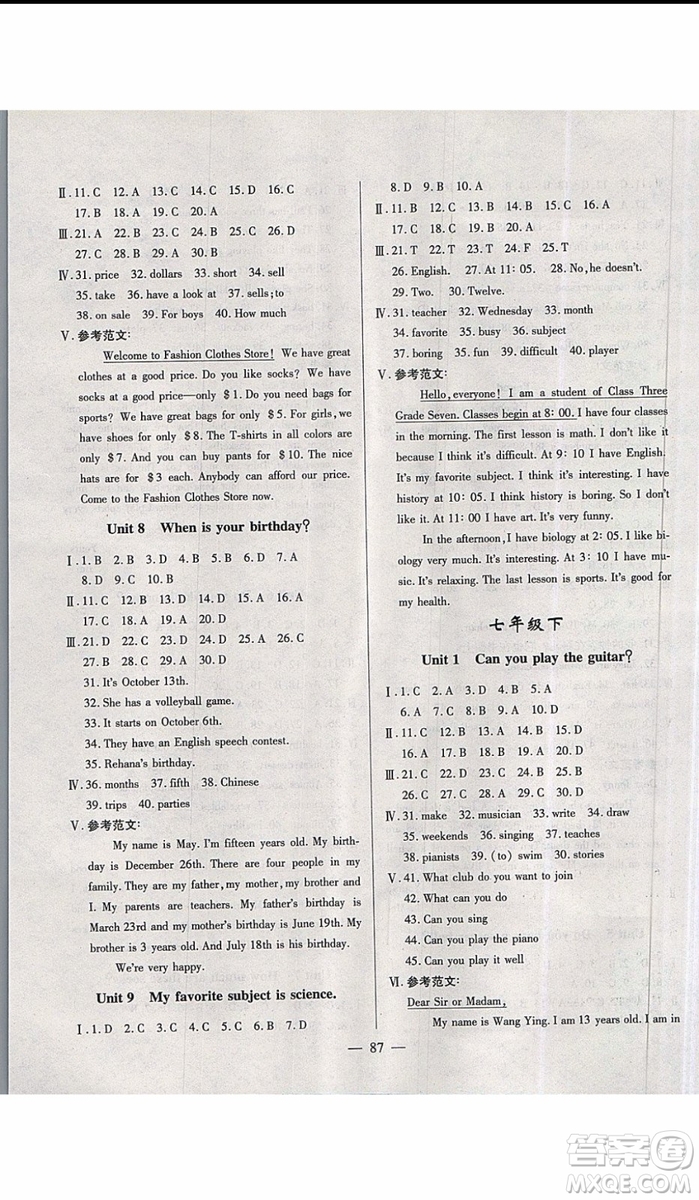 Ⅱ. 11. C 12. A 13. C 14. C 15. D 16. B
17. B 18. A 19. C 20. A
Ⅲ. 21. A 22. D 23. B 24. B 25. C 26. D
27. C 28. B 29. A 30. B
Ⅳ. 31. price 32. dollars 33. short 34. sell
35. take 36. have a look at 37. sells;to
38. on sale 39. For boys 40. How much
Ⅴ. 参考范文:
Welcome to Fashion Clothes Store! We have great
clothes at a good price. Do you like socks? We have
socks at a good price—only $1. Do you need bags for
sports? We have great bags for only $5. For girls, we
have shoes for only $8. The T-shirts in all colors are
only $7. And you can buy pants for $10. The nice
hats are for $3 each. Anybody can afford our price.
Come to the Fashion Clothes Store now.
Unit 8 When is your birthday?
Ⅰ. 1. B 2. B 3. D 4. B 5. C 6. D 7. A
8. D 9. C 10. B
Ⅱ. 11. C 12. B 13. D 14. D 15. A 16. A
17. C 18. B 19. A 20. B
Ⅲ. 21. D 22. D 23. C 24. B 25. A 26. C
27. B 28. B 29. A 30. D
31. It's October 13th.
32. She has a volleyball game.
33. It starts on October 6th.
34. They have an English speech contest.
35. Rehana's birthday.
Ⅳ. 36. months 37. fifth 38. Chinese
39. trips 40. parties
Ⅴ. 参考范文:
My name is May. I'm fifteen years old. My birth-
day is December 26th. There are four people in my
family. They are my father, my mother, my brother and
I. My parents are teachers. My father's birthday is
March 23rd and my mother's birthday is June 19th. My
brother is 3 years old. And July 18th is his birthday.
We're very happy.
Unit 9 My favorite subject is science.
Ⅰ. 1. D 2. C 3. C 4. A 5. C 6. B 7. D
8. D 9. B 10. A
Ⅱ. 11. B 12. D 13. A 14. D 15. A 16. B
17. C 18. D 19. C 20. B
Ⅲ. 21. T 22. T 23. T 24. F 25. T
26. English. 27. At 11:05. 28. No, he doesn't.
29. Two. 30. Twelve.
Ⅳ. 31. teacher 32. Wednesday 33. month
34. favorite 35. busy 36. subject
37. boring 38. fun 39. difficult 40. player
Ⅴ. 参考范文:
Hello, everyone! I am a student of Class Three
Grade Seven. Classes begin at 8:00. I have four classes
in the morning. The first lesson is math. I don't like it
because I think it's difficult. At 9:10 I have English.
It's my favorite subject. I think it's interesting. I have
history at 10:05. I think history is boring. So I don't
like it. At 11:00 I have art. It's very funny.
In the afternoon, I have biology at 2:05. I like bi-
ology very much. It's interesting. At 3:10 I have mu-
sic. It's relaxing. The last lesson is sports. It's good for
my health.
七年级下
Unit 1 Can you play the guitar?
Ⅰ. 1. C 2. A 3. D 4. B 5. A
6. A 7. D 8. D 9. B 10. D
Ⅱ. 11. C 12. B 13. A 14. B 15. D
16. A 17. B 18. C 19. C 20. D
Ⅲ. 21. C 22. D 23. A 24. D 25. D
26. C 27. B 28. D 29. B 30. D
Ⅳ. 31. make 32. musician 33. write 34. draw
35. weekends 36. singing 37. teaches
38. pianists 39. (to) swim 30. stories
Ⅴ. 41. What club do you want to join
42. What can you do
43. Can you sing
44. Can you play the piano
45. Can you play it well
Ⅵ. 参考范文:
Dear Sir or Madam,
My name is Wang Ying. I am 13 years old. I am in
— 87 —
答案圈
MXQE.COM